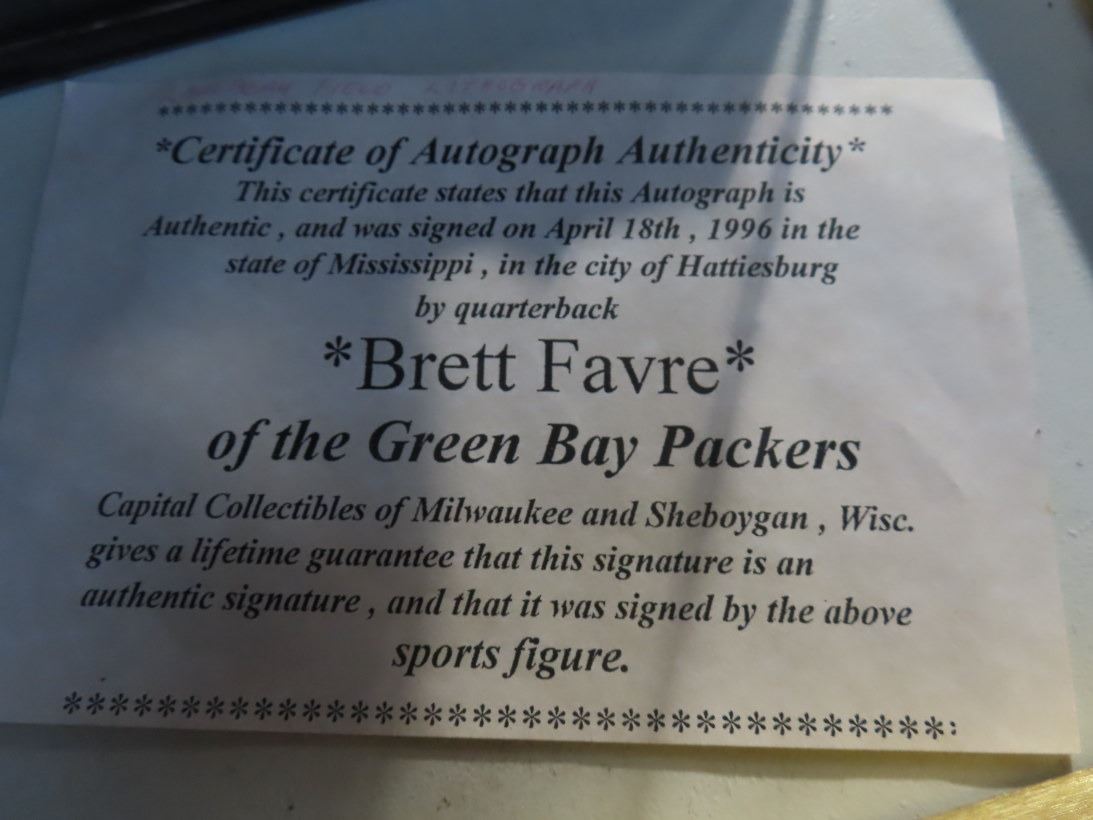 FIELD LITHOGRAPH
****************************************************
*Certificate of Autograph Authenticity*
This certificate states that this Autograph is
Authentic , and was signed on April 18th , 1996 in the
state of Mississippi , in the city of Hattiesburg
by quarterback
*Brett Favre*
of the Green Bay Packers
Capital Collectibles of Milwaukee and Sheboygan , Wisc.
gives a lifetime guarantee that this signature is an
authentic signature , and that it was signed by the above
sports figure.
**************************************: